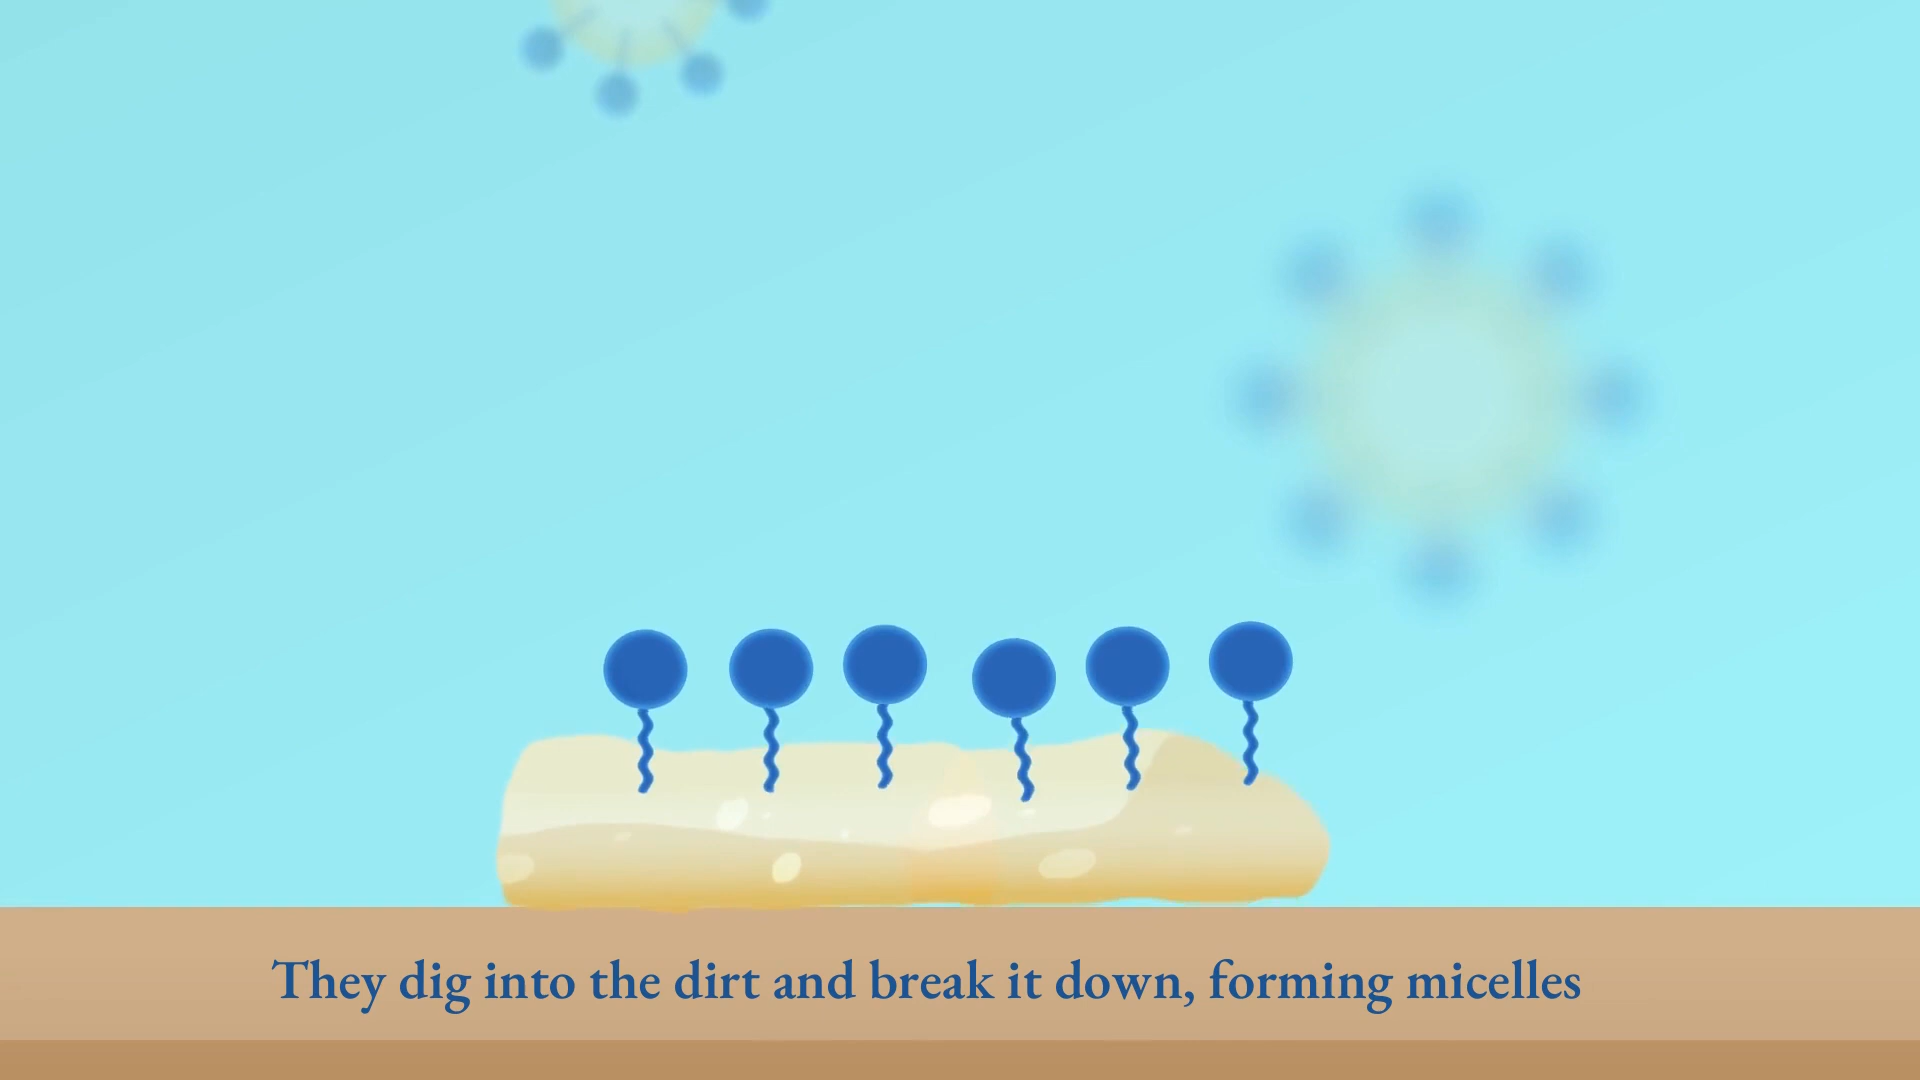 They dig into the dirt and break it down, forming micelles